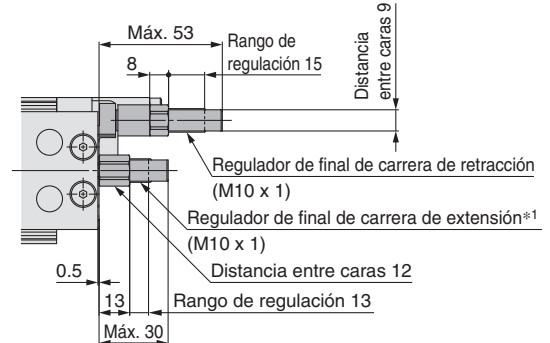 Máx. 53
Rango de
regulación 15
8
Distancia
entre caras 9
Regulador de final de carrera de retracción
(M10 x 1)
Regulador de final de carrera de extensión*1
(M10 x 1)
Distancia entre caras 12
0.5
13
Rango de regulación 13
Máx. 30